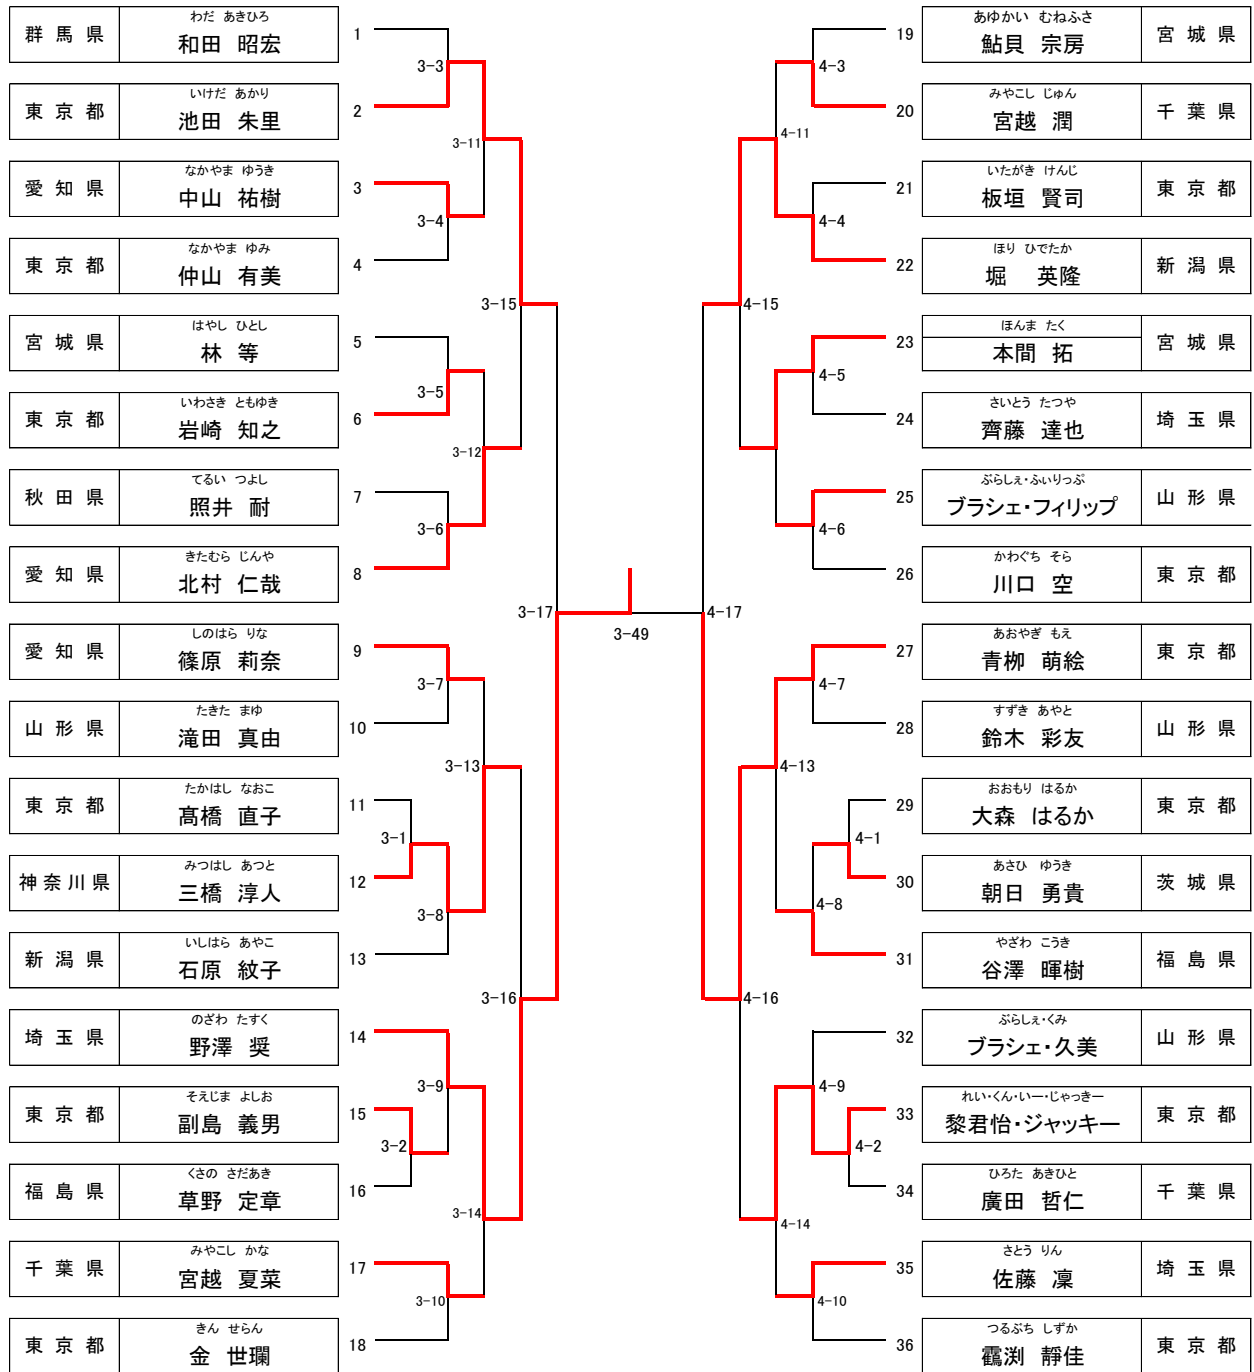 わだ あきひろ
群馬県 和田 昭宏 1
いけだ あかり
東京都 池田 朱里 2
なかやま ゆうき
愛知県 中山 祐樹 3
なかやま ゆみ
東京都 仲山 有美 4
はやし ひとし
宮城県 林 等 5
いわさき ともゆき
東京都 岩崎 知之 6
てるい つよし
秋田県 照井 耐 7
きたむら じんや
愛知県 北村 仁哉 8
しのはら りな
愛知県 篠原 莉奈 9
たきた まゆ
山形県 滝田 真由 10
たかはし なおこ
東京都 髙橋 直子 11
みつはし あつと
神奈川県 三橋 淳人 12
いしはら あやこ
新潟県 石原 紋子 13
のざわ たすく
埼玉県 野澤 奨 14
そえじま よしお
東京都 副島 義男 15
くさの さだあき
福島県 草野 定章 16
みやこし かな
千葉県 宮越 夏菜 17
きん せらん
東京都 金 世瓓 18
3-3
3-11
3-4
3-15
3-5
3-12
3-6
3-17
3-7
3-13
3-1
3-8
3-16
3-9
3-2
3-14
3-10
3-49
4-3
4-11
4-4
4-15
4-5
4-6
4-17
4-7
4-13
4-1
4-8
4-16
4-9
4-2
4-14
4-10
あゆかい むねふさ
19 鮎貝 宗房 宮城県
みやこし じゅん
20 宮越 潤 千葉県
いたがき けんじ
21 板垣 賢司 東京都
ほり ひでたか
22 堀 英隆 新潟県
ほんま たく
23 本間 拓 宮城県
さいとう たつや
24 齊藤 達也 埼玉県
ぶらしぇ・ふぃりっぷ
25 ブラシェ・フィリップ 山形県
かわぐち そら
26 川口 空 東京都
あおやぎ もえ
27 青栁 萌絵 東京都
すずき あやと
28 鈴木 彩友 山形県
おおもり はるか
29 大森 はるか 東京都
あさひ ゆうき
30 朝日 勇貴 茨城県
やざわ こうき
31 谷澤 暉樹 福島県
ぶらしぇ・くみ
32 ブラシェ・久美 山形県
れい・くん・いー・じゃっきー
33 黎君怡・ジャッキー 東京都
ひろた あきひと
34 廣田 哲仁 千葉県
さとう りん
35 佐藤 凜 埼玉県
つるぶち しずか
36 靍渕 靜佳 東京都